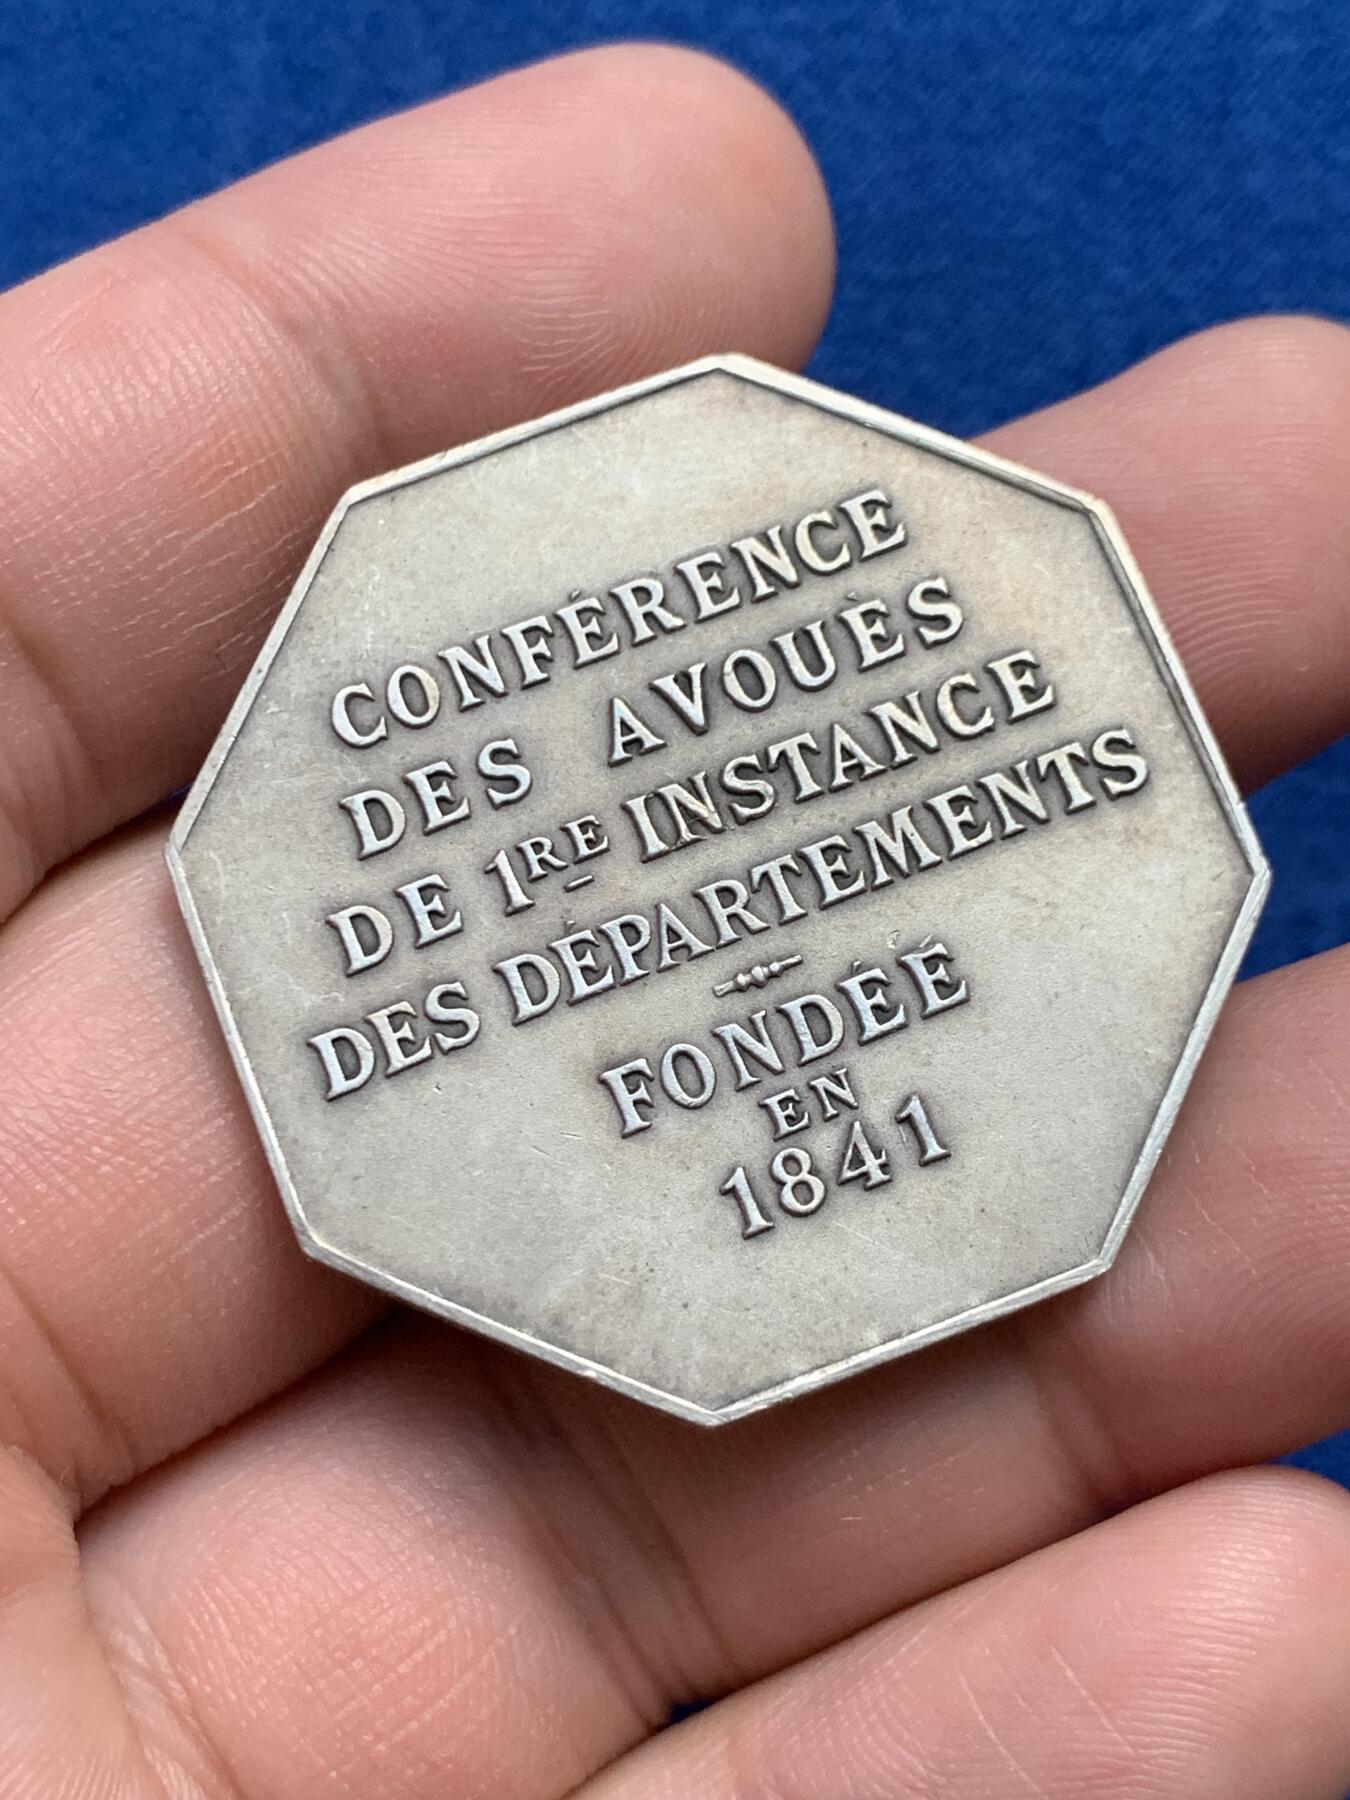 CONFÉRENCE
DES AVOUÈS
DE 1RE INSTANCE
DES DÉPARTEMENTS
FONDÉE
EN
1841